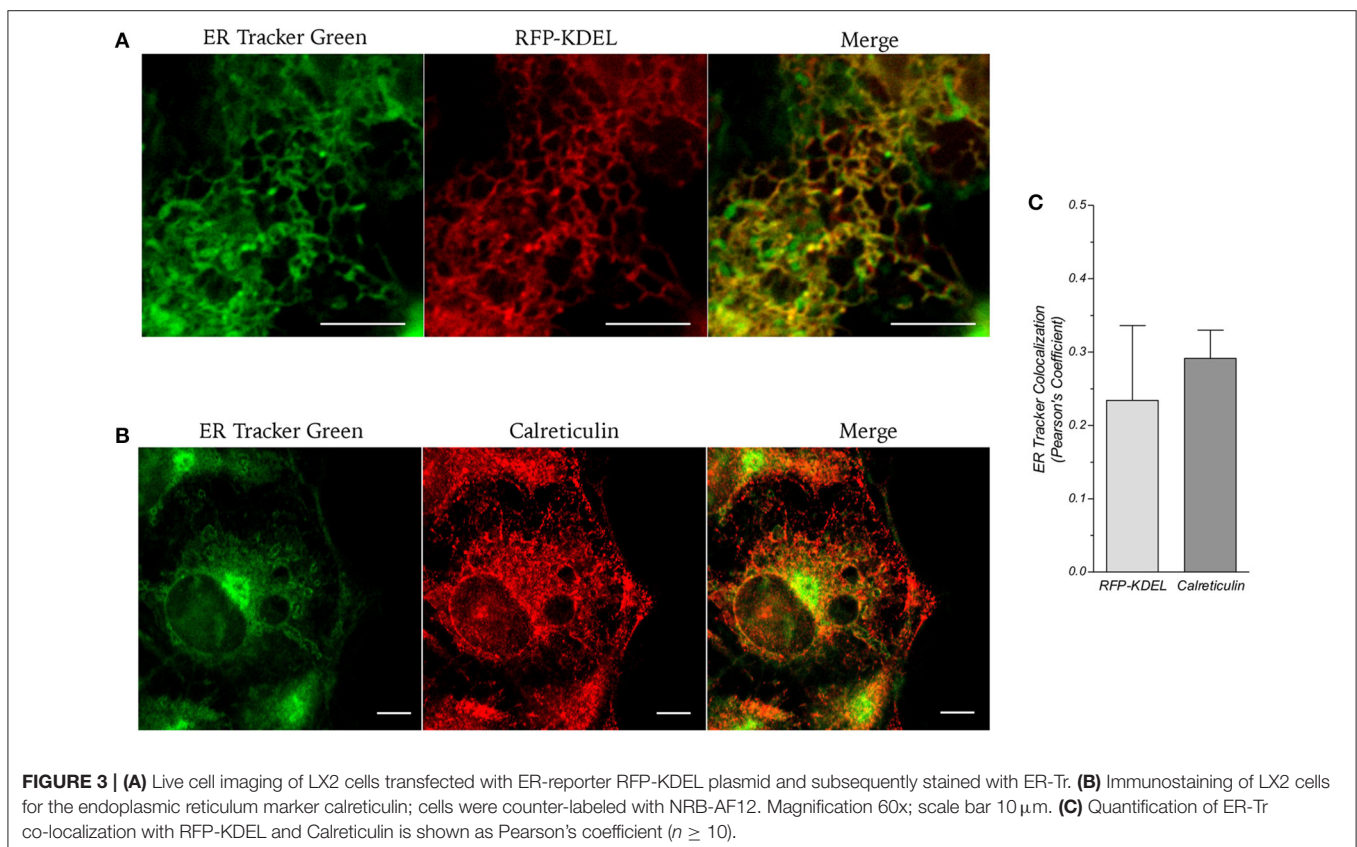 A
ER Tracker Green RFP-KDEL Merge
B
ER Tracker Green Calreticulin Merge
C
ER Tracker Colocalization
(Pearson's Coefficient)
0.5
0.4
0.3
0.2
0.1
0.0
RFP-KDEL Calreticulin
FIGURE 3 | (A) Live cell imaging of LX2 cells transfected with ER-reporter RFP-KDEL plasmid and subsequently stained with ER-Tr. (B) Immunostaining of LX2 cells
for the endoplasmic reticulum marker calreticulin; cells were counter-labeled with NRB-AF12. Magnification 60x; scale bar 10 μm. (C) Quantification of ER-Tr
co-localization with RFP-KDEL and Calreticulin is shown as Pearson's coefficient (n ≥ 10).